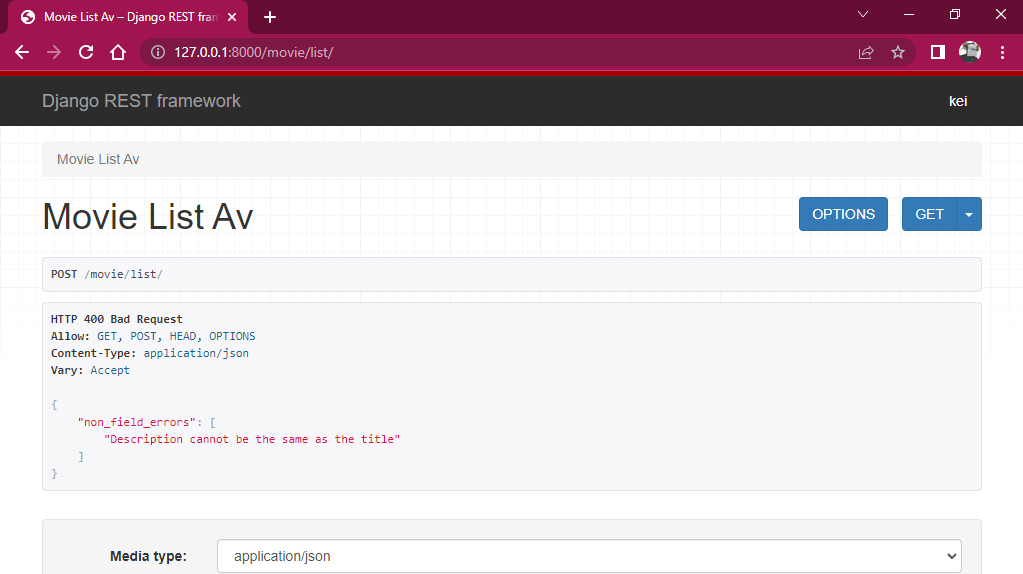 Movie List Av – Django REST fram
127.0.0.1:8000/movie/list/
Django REST framework
kei
Movie List Av
Movie List Av
OPTIONS
GET
POST /movie/list/
HTTP 400 Bad Request
Allow: GET, POST, HEAD, OPTIONS
Content-Type: application/json
Vary: Accept
{
"non_field_errors": [
"Description cannot be the same as the title"
]
}
Media type:
application/json